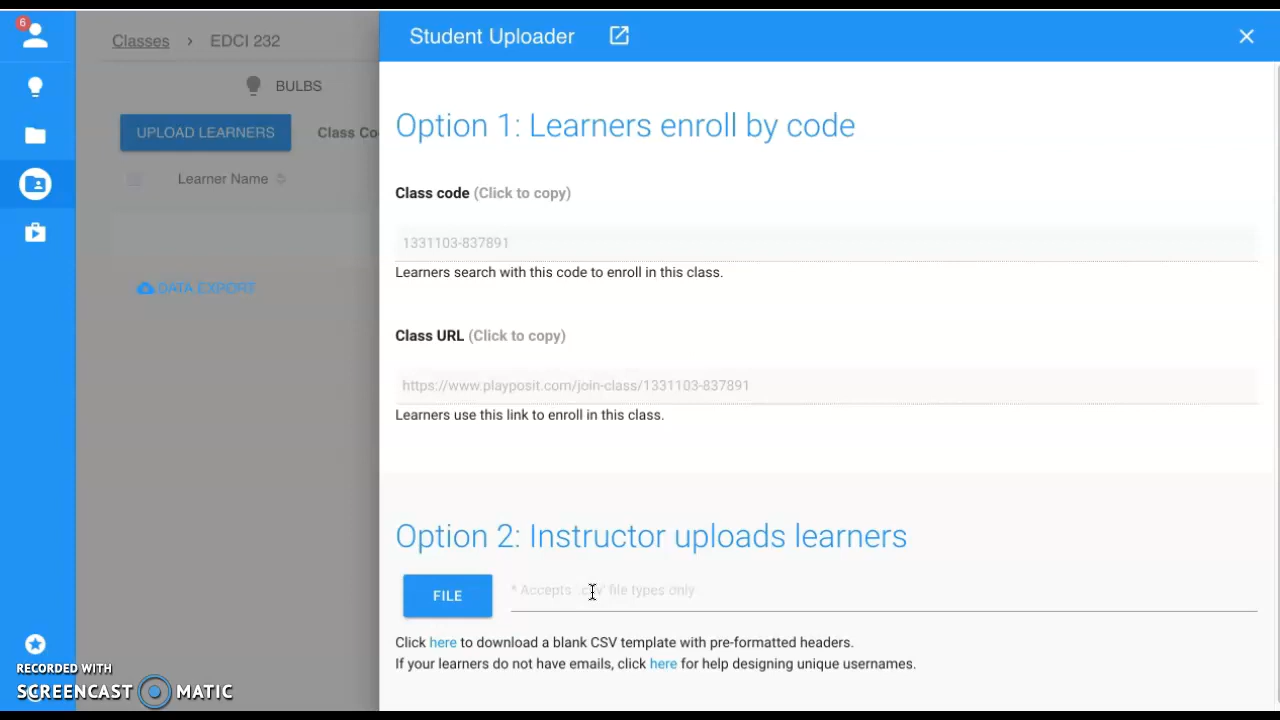 6
Classes > EDCI 232
BULBS
UPLOAD LEARNERS
Class Co
Learner Name
DATA EXPORT
Student Uploader
Option 1: Learners enroll by code
Class code (Click to copy)
1331103-837891
Learners search with this code to enroll in this class.
Class URL (Click to copy)
https://www.playposit.com/join-class/1331103-837891
Learners use this link to enroll in this class.
Option 2: Instructor uploads learners
FILE
* Accepts '.csv' file types only
Click here to download a blank CSV template with pre-formatted headers.
If your learners do not have emails, click here for help designing unique usernames.
RECORDED WITH
SCREENCAST MATIC